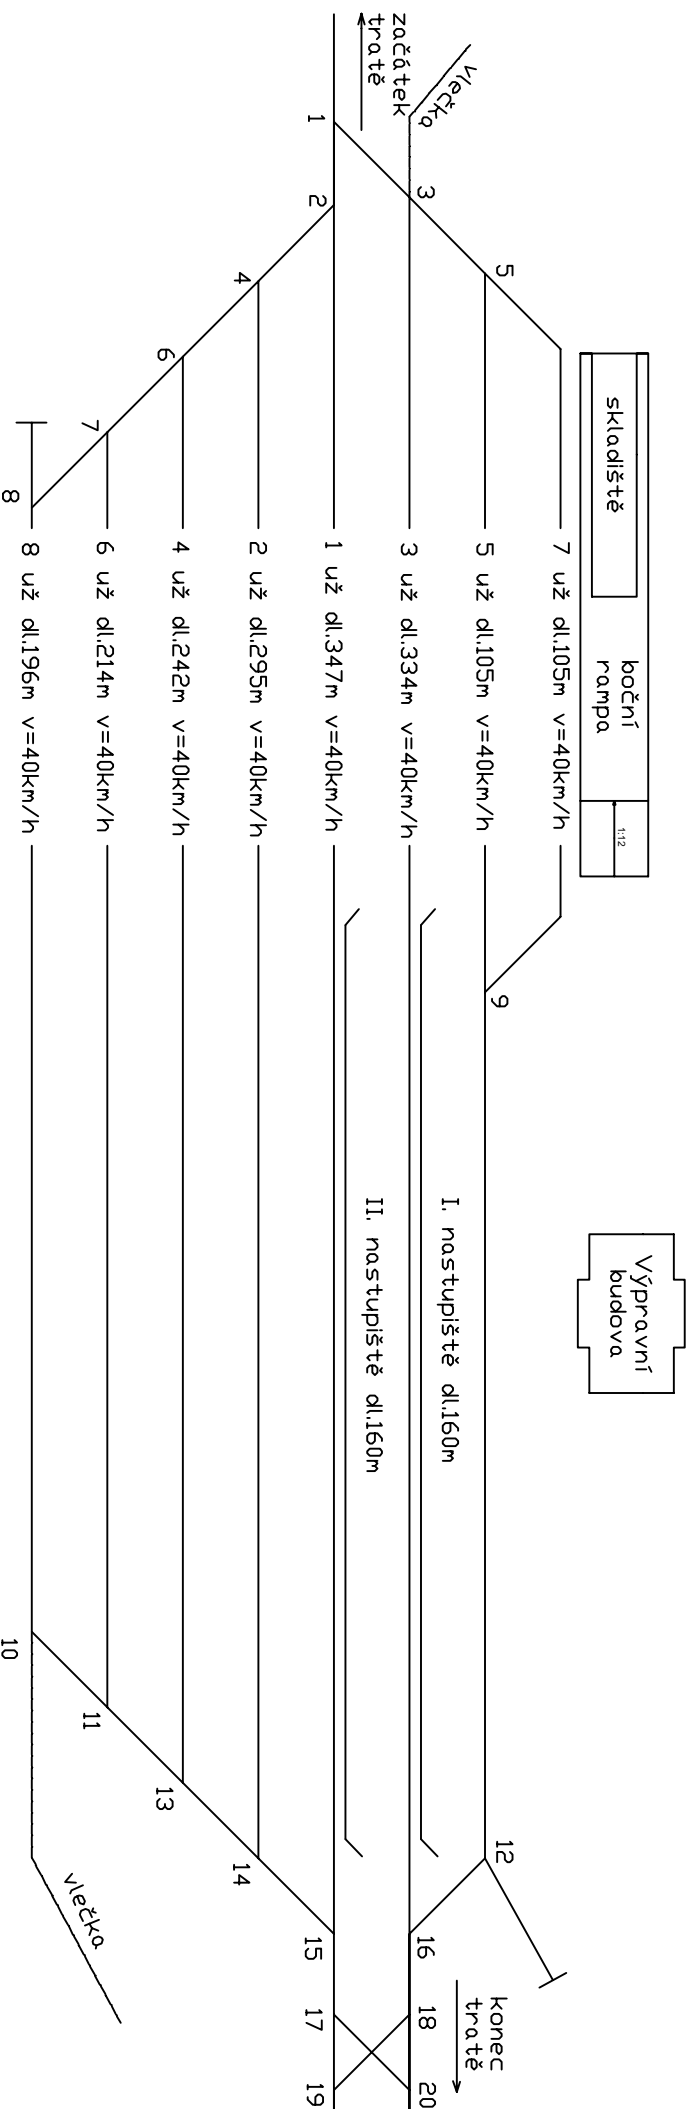 začátek
tratě
vlečka
skladiště
boční
rampa
1:12
Výpravní
budova
konec
tratě
1
2
3
4
5
6
7
8
7 už dl.105m v=40km/h
5 už dl.105m v=40km/h
3 už dl.334m v=40km/h
1 už dl.347m v=40km/h
2 už dl.295m v=40km/h
4 už dl.242m v=40km/h
6 už dl.214m v=40km/h
8 už dl.196m v=40km/h
I. nastupiště dl.160m
II. nastupiště dl.160m
9
10
11
12
13
14
15
16
17
18
19
20
vlečka